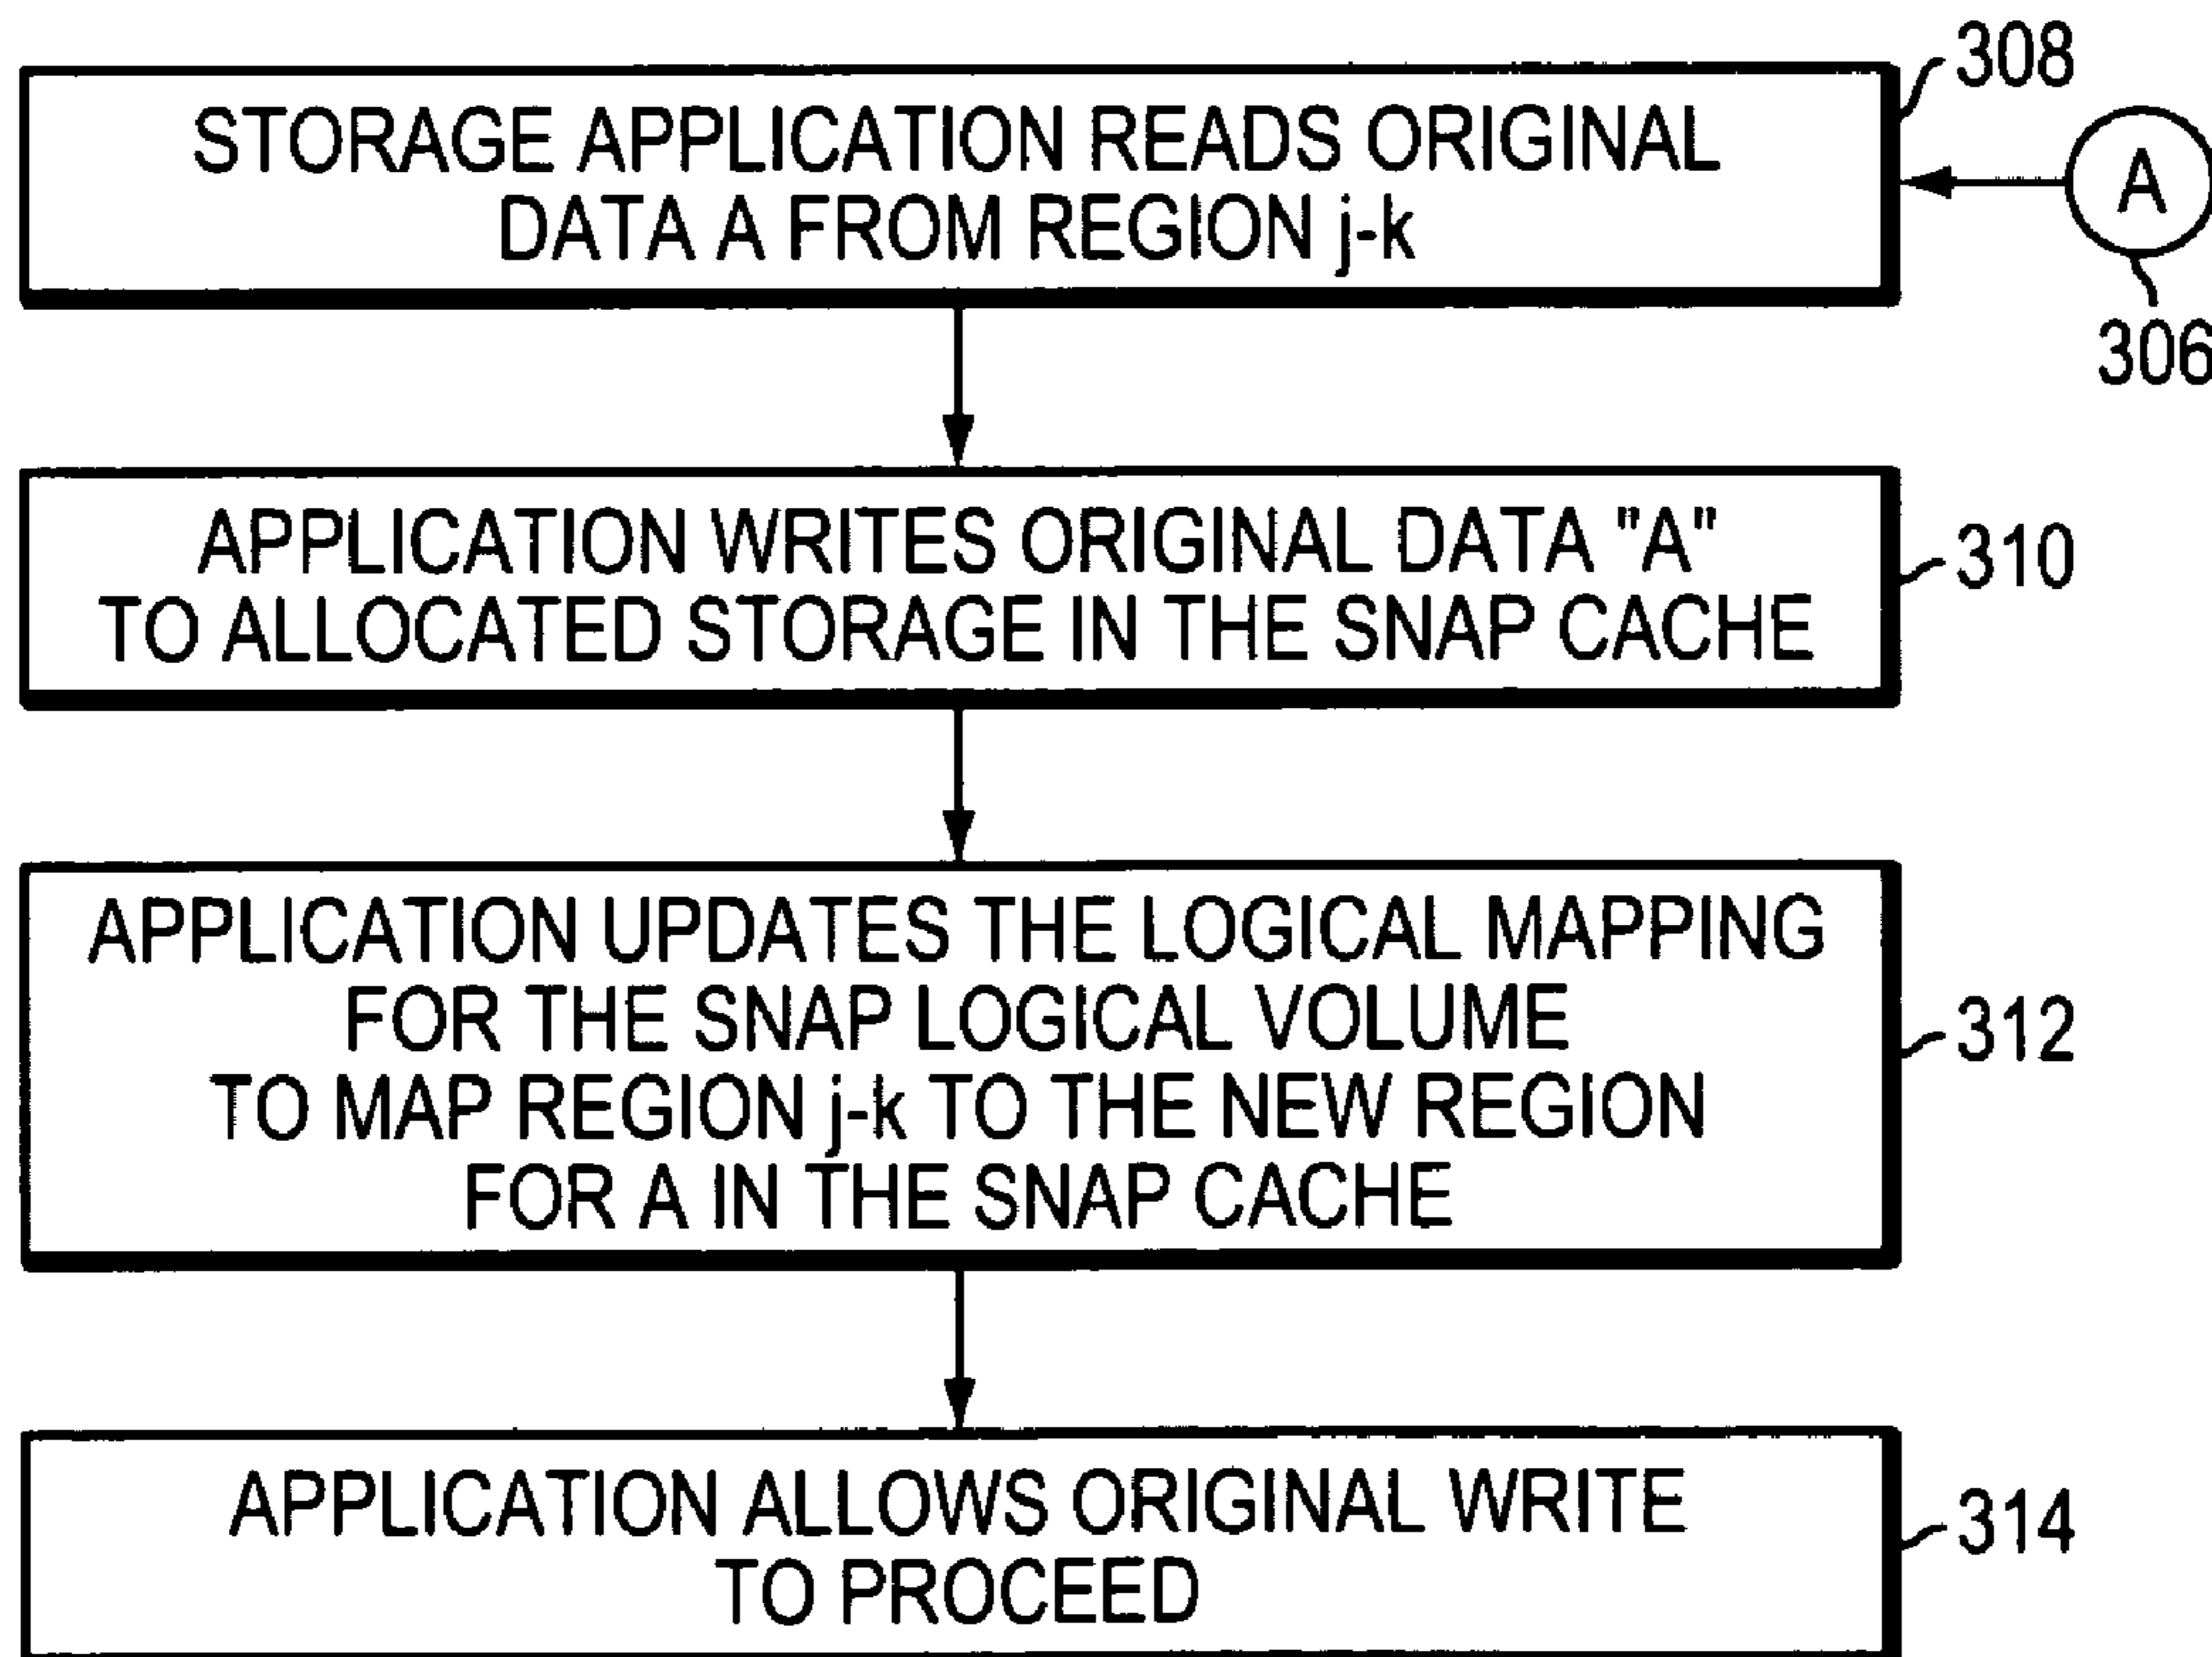 308
STORAGE APPLICATION READS ORIGINAL
DATA A FROM REGION j-k
A
306
APPLICATION WRITES ORIGINAL DATA "A"
TO ALLOCATED STORAGE IN THE SNAP CACHE
310
APPLICATION UPDATES THE LOGICAL MAPPING
FOR THE SNAP LOGICAL VOLUME
TO MAP REGION j-k TO THE NEW REGION
FOR A IN THE SNAP CACHE
312
APPLICATION ALLOWS ORIGINAL WRITE
TO PROCEED
314